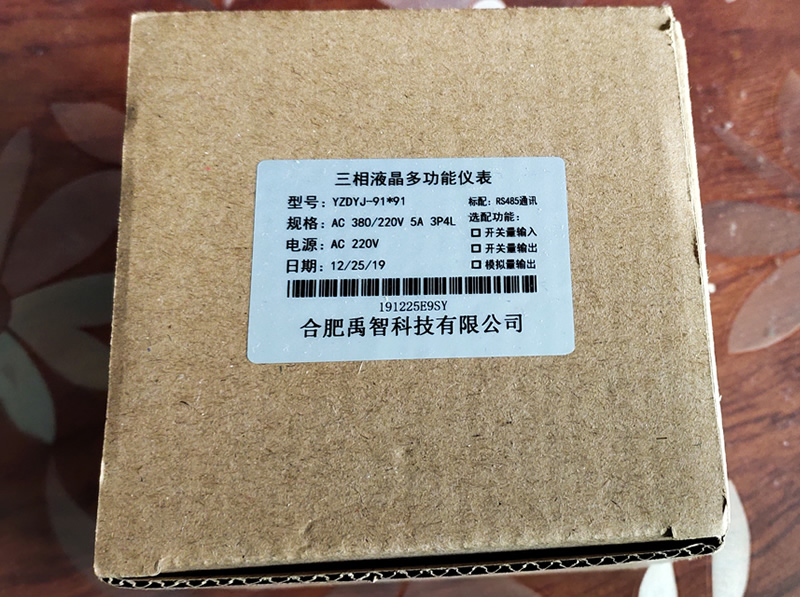 三相液晶多功能仪表
型号: YZDYJ-91*91 标配: RS485通讯
规格: AC 380/220V 5A 3P4L 选配功能:
□ 开关量输入
电源: AC 220V □ 开关量输出
日期: 12/25/19 □ 模拟量输出
191225E9SY
合肥禹智科技有限公司